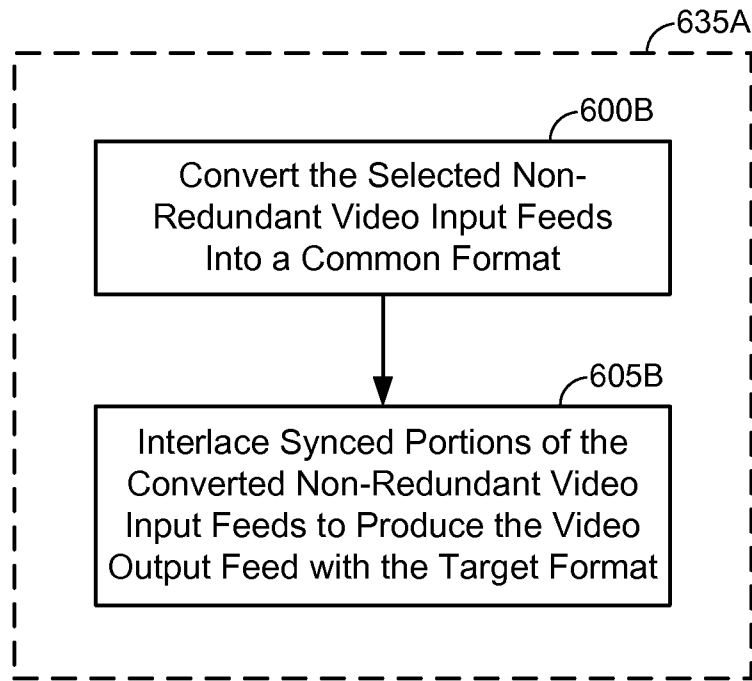 635A
600B
Convert the Selected Non-
Redundant Video Input Feeds
Into a Common Format
605B
Interlace Synced Portions of the
Converted Non-Redundant Video
Input Feeds to Produce the Video
Output Feed with the Target Format